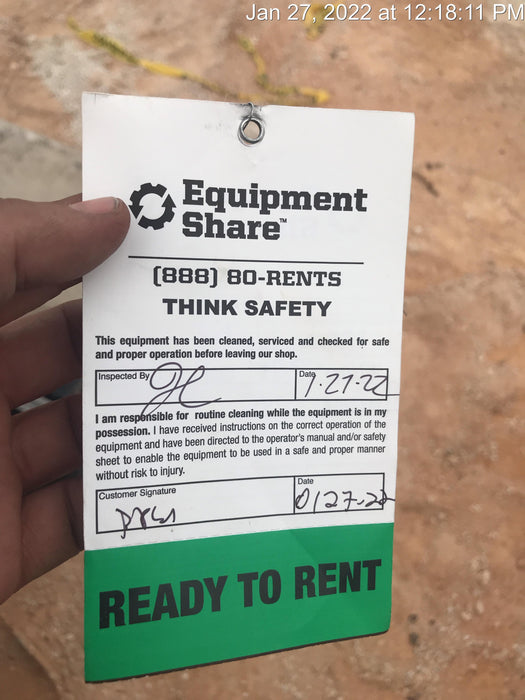 Jan 27, 2022 at 12:18:11 PM
Equipment
Share™
(888) 80-RENTS
THINK SAFETY
This equipment has been cleaned, serviced and checked for safe
and proper operation before leaving our shop.
Inspected By
Date 1-27-22
I am responsible for routine cleaning while the equipment is in my
possession. I have received instructions on the correct operation of the
equipment and have been directed to the operator's manual and/or safety
sheet to enable the equipment to be used in a safe and proper manner
without risk to injury.
Customer Signature
Date 0127-22
READY TO RENT